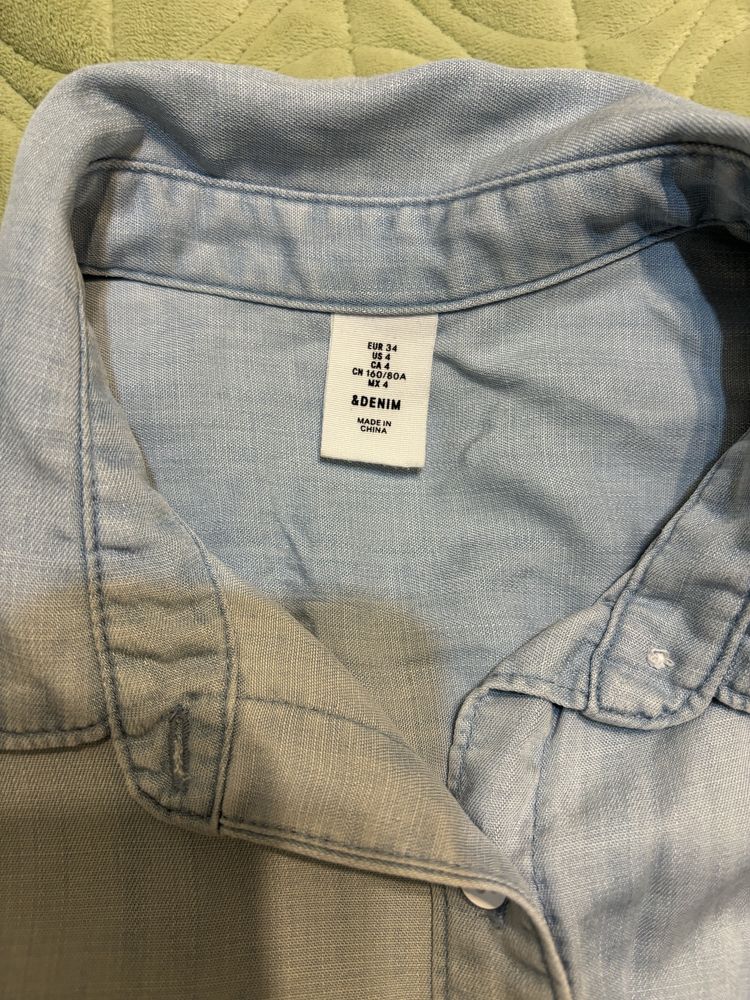 EUR 34
US 4
CA 4
CN 160/80A
MX 4
&DENIM
MADE IN
CHINA